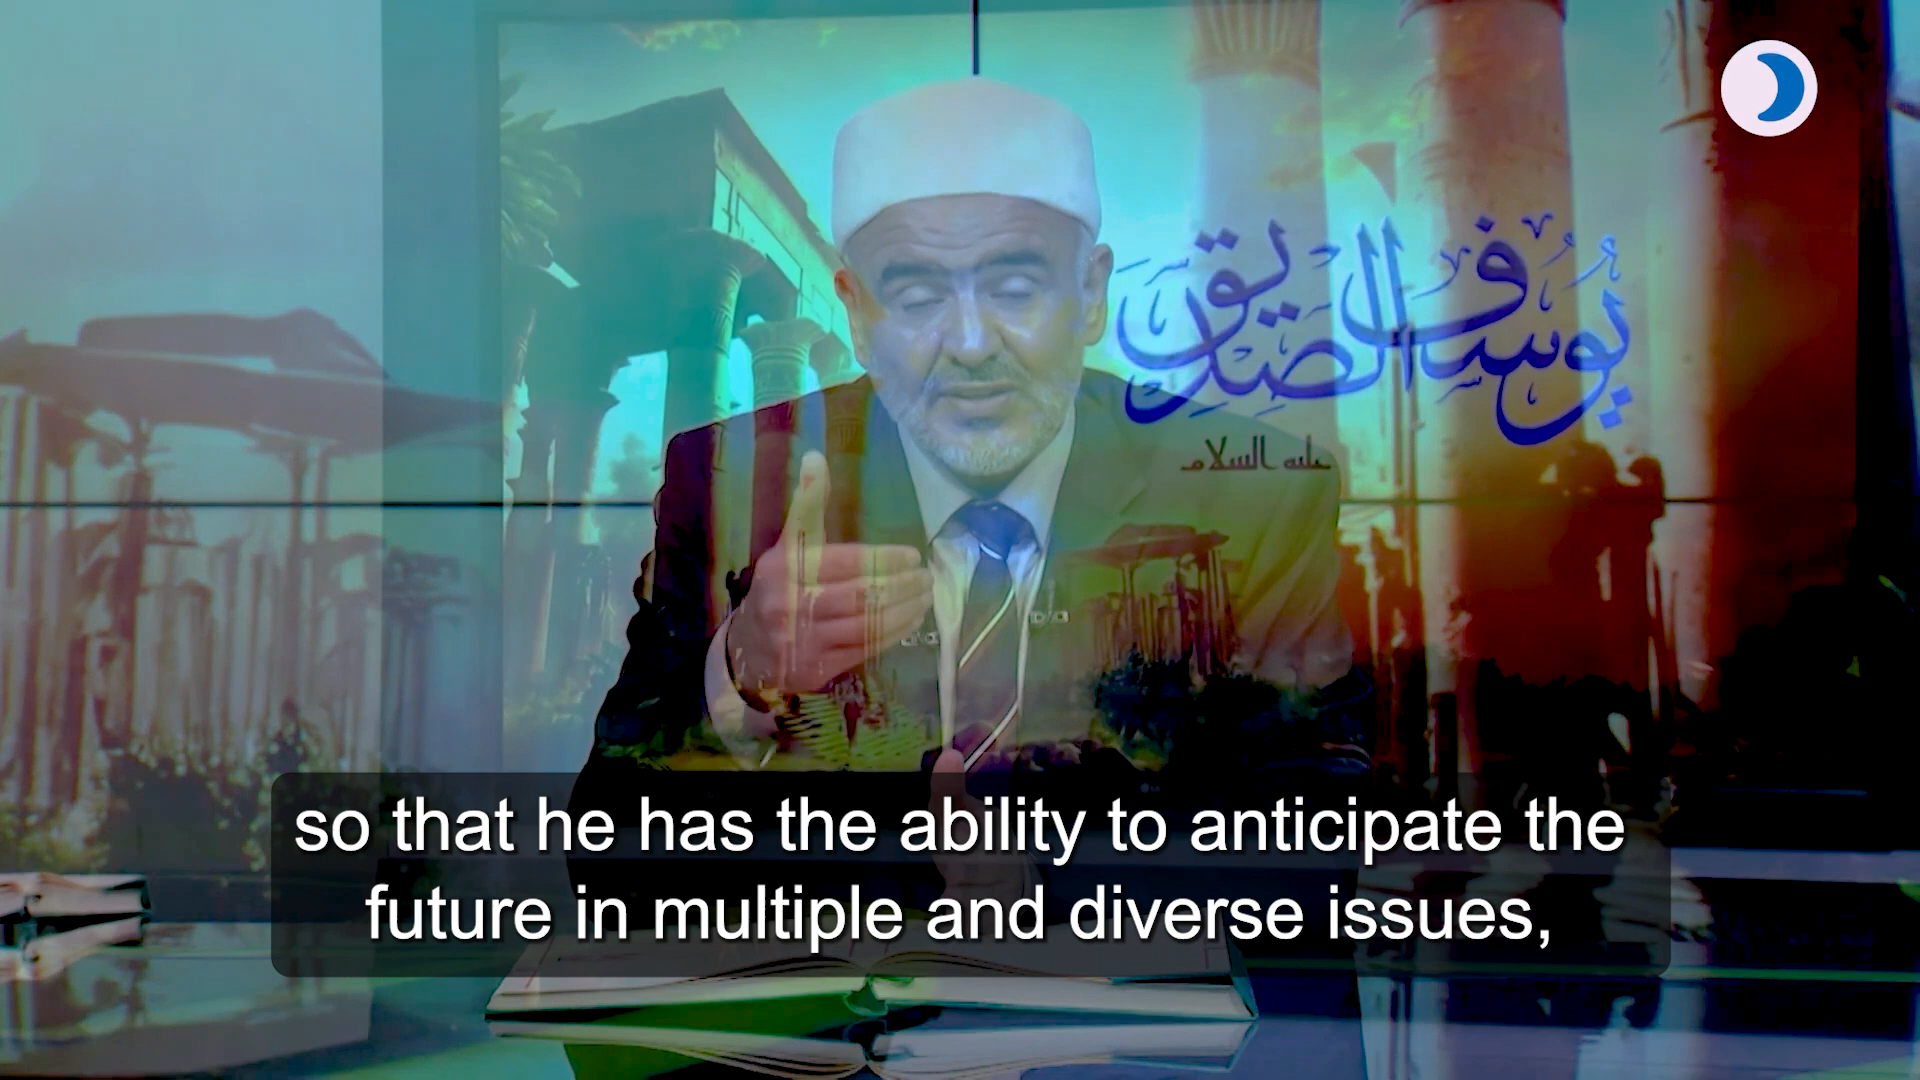 يوسف الصديق
عليه السلام
so that he has the ability to anticipate the
future in multiple and diverse issues,